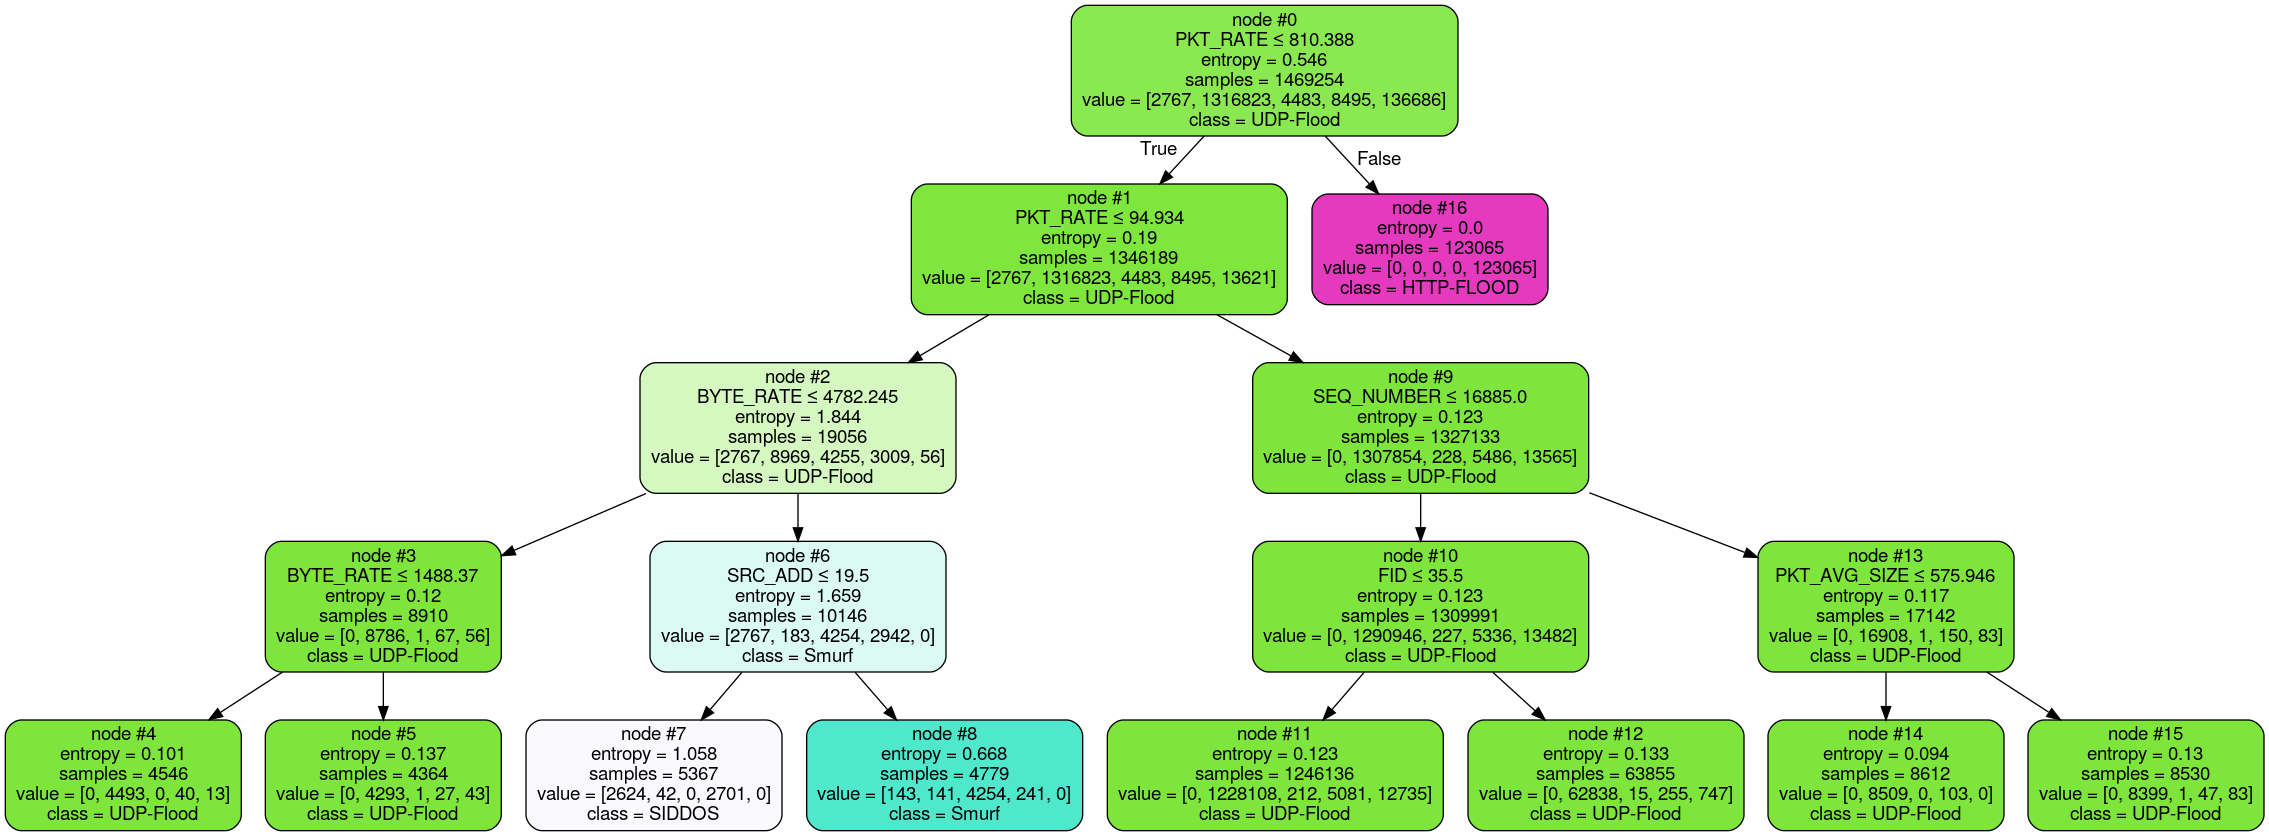 node #0
PKT_RATE ≤ 810.388
entropy = 0.546
samples = 1469254
value = [2767, 1316823, 4483, 8495, 136686]
class = UDP-Flood
True
False
node #1
PKT_RATE ≤ 94.934
entropy = 0.19
samples = 1346189
value = [2767, 1316823, 4483, 8495, 13621]
class = UDP-Flood
node #16
entropy = 0.0
samples = 123065
value = [0, 0, 0, 0, 123065]
class = HTTP-FLOOD
node #2
BYTE_RATE ≤ 4782.245
entropy = 1.844
samples = 19056
value = [2767, 8969, 4255, 3009, 56]
class = UDP-Flood
node #9
SEQ_NUMBER ≤ 16885.0
entropy = 0.123
samples = 1327133
value = [0, 1307854, 228, 5486, 13565]
class = UDP-Flood
node #3
BYTE_RATE ≤ 1488.37
entropy = 0.12
samples = 8910
value = [0, 8786, 1, 67, 56]
class = UDP-Flood
node #6
SRC_ADD ≤ 19.5
entropy = 1.659
samples = 10146
value = [2767, 183, 4254, 2942, 0]
class = Smurf
node #10
FID ≤ 35.5
entropy = 0.123
samples = 1309991
value = [0, 1290946, 227, 5336, 13482]
class = UDP-Flood
node #13
PKT_AVG_SIZE ≤ 575.946
entropy = 0.117
samples = 17142
value = [0, 16908, 1, 150, 83]
class = UDP-Flood
node #4
entropy = 0.101
samples = 4546
value = [0, 4493, 0, 40, 13]
class = UDP-Flood
node #5
entropy = 0.137
samples = 4364
value = [0, 4293, 1, 27, 43]
class = UDP-Flood
node #7
entropy = 1.058
samples = 5367
value = [2624, 42, 0, 2701, 0]
class = SIDDOS
node #8
entropy = 0.668
samples = 4779
value = [143, 141, 4254, 241, 0]
class = Smurf
node #11
entropy = 0.123
samples = 1246136
value = [0, 1228108, 212, 5081, 12735]
class = UDP-Flood
node #12
entropy = 0.133
samples = 63855
value = [0, 62838, 15, 255, 747]
class = UDP-Flood
node #14
entropy = 0.094
samples = 8612
value = [0, 8509, 0, 103, 0]
class = UDP-Flood
node #15
entropy = 0.13
samples = 8530
value = [0, 8399, 1, 47, 83]
class = UDP-Flood